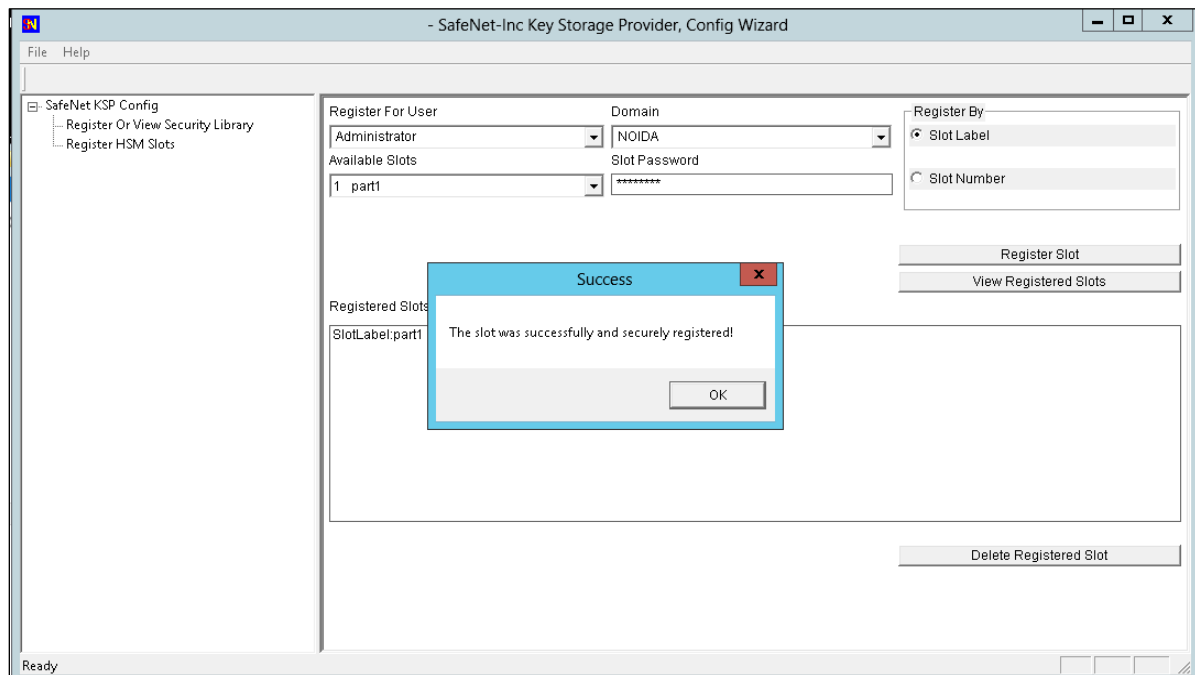 - SafeNet-Inc Key Storage Provider, Config Wizard
File Help
SafeNet KSP Config
Register Or View Security Library
Register HSM Slots
Register For User
Domain
Register By
Administrator
NOIDA
Slot Label
Available Slots
Slot Password
1 part1
********
Slot Number
Register Slot
View Registered Slots
Success
The slot was successfully and securely registered!
OK
Registered Slots
SlotLabel:part1
Delete Registered Slot
Ready